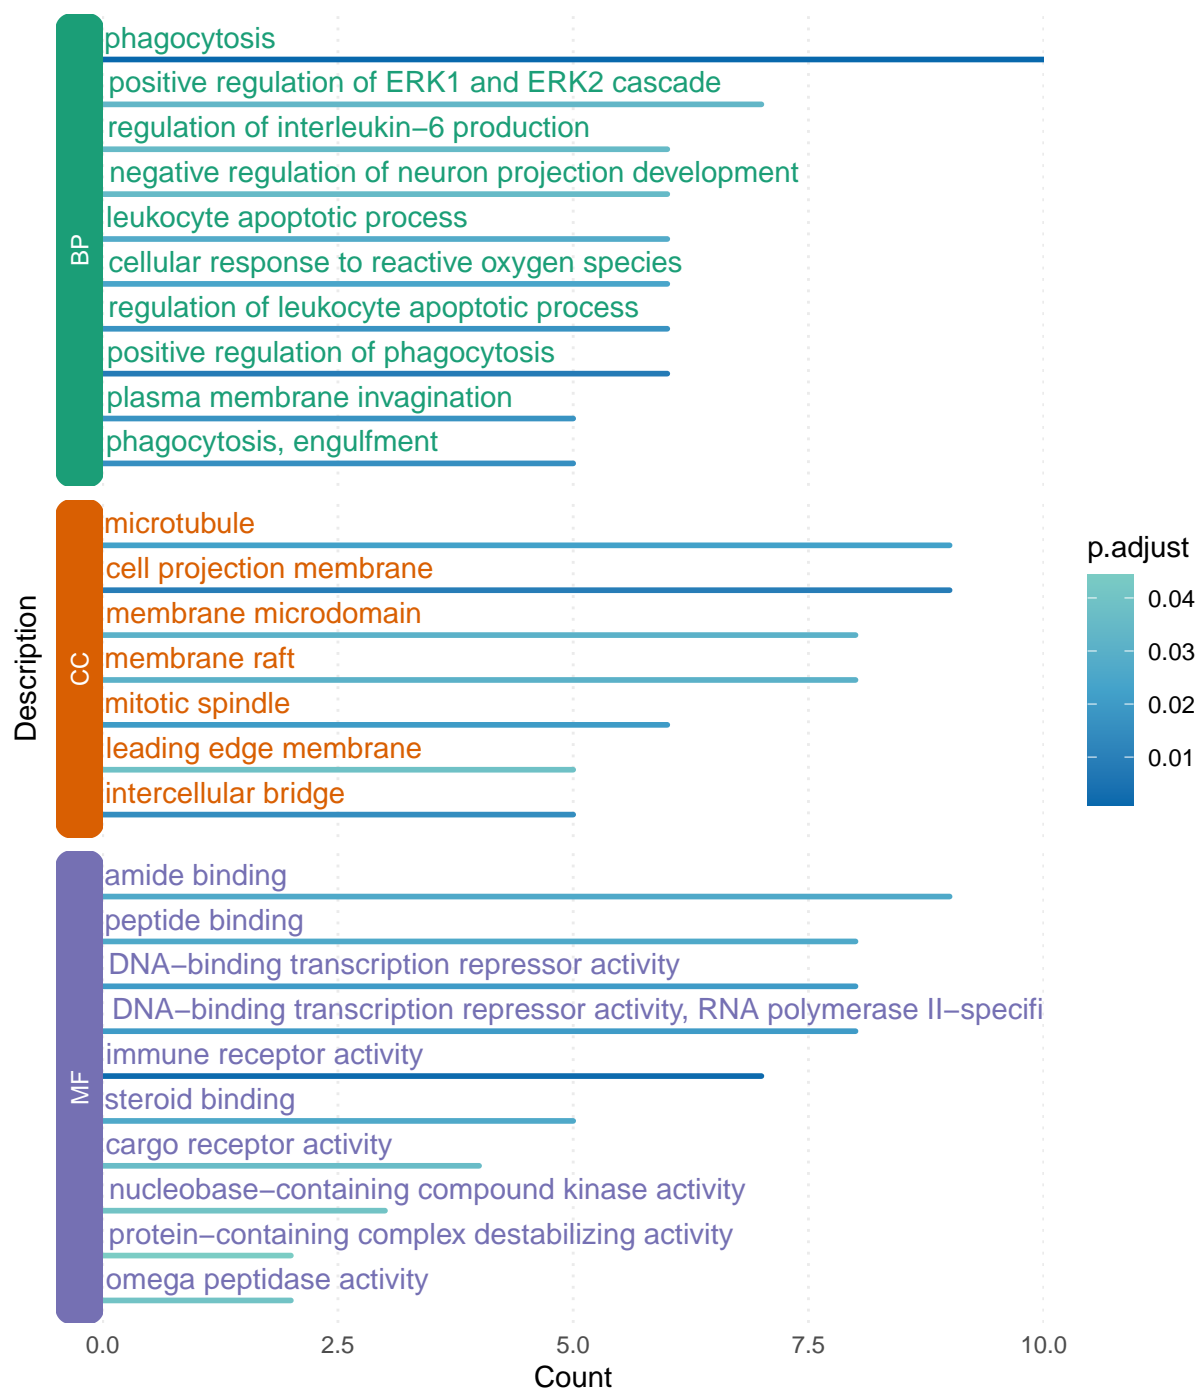 BP
phagocytosis
positive regulation of ERK1 and ERK2 cascade
regulation of interleukin−6 production
negative regulation of neuron projection development
leukocyte apoptotic process
cellular response to reactive oxygen species
regulation of leukocyte apoptotic process
positive regulation of phagocytosis
plasma membrane invagination
phagocytosis, engulfment
Description
CC
microtubule
cell projection membrane
membrane microdomain
membrane raft
mitotic spindle
leading edge membrane
intercellular bridge
MF
amide binding
peptide binding
DNA−binding transcription repressor activity
DNA−binding transcription repressor activity, RNA polymerase II−specifi
immune receptor activity
steroid binding
cargo receptor activity
nucleobase−containing compound kinase activity
protein−containing complex destabilizing activity
omega peptidase activity
0.0 2.5 5.0 7.5 10.0
Count
p.adjust
0.04
0.03
0.02
0.01